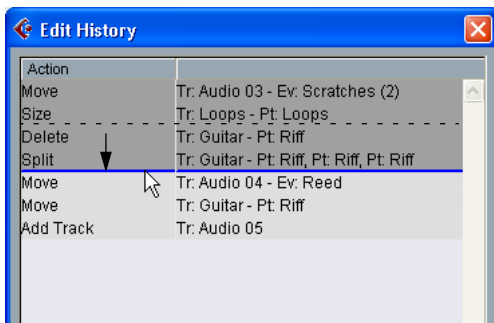 Edit History
Action
Move Tr: Audio 03 - Ev: Scratches (2)
Size Tr: Loops - Pt: Loops
Delete Tr: Guitar - Pt: Riff
Split Tr: Guitar - Pt: Riff, Pt: Riff, Pt: Riff
Move Tr: Audio 04 - Ev: Reed
Move Tr: Guitar - Pt: Riff
Add Track Tr: Audio 05